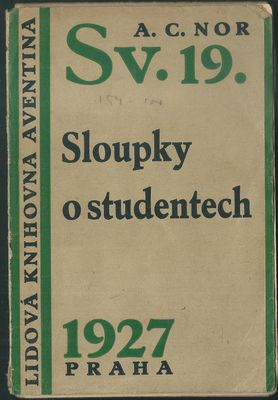 A. C. NOR
Sv. 19.
Sloupky
o studentech
1927
PRAHA
LIDOVÁ KNIHOVNA AVENTINA